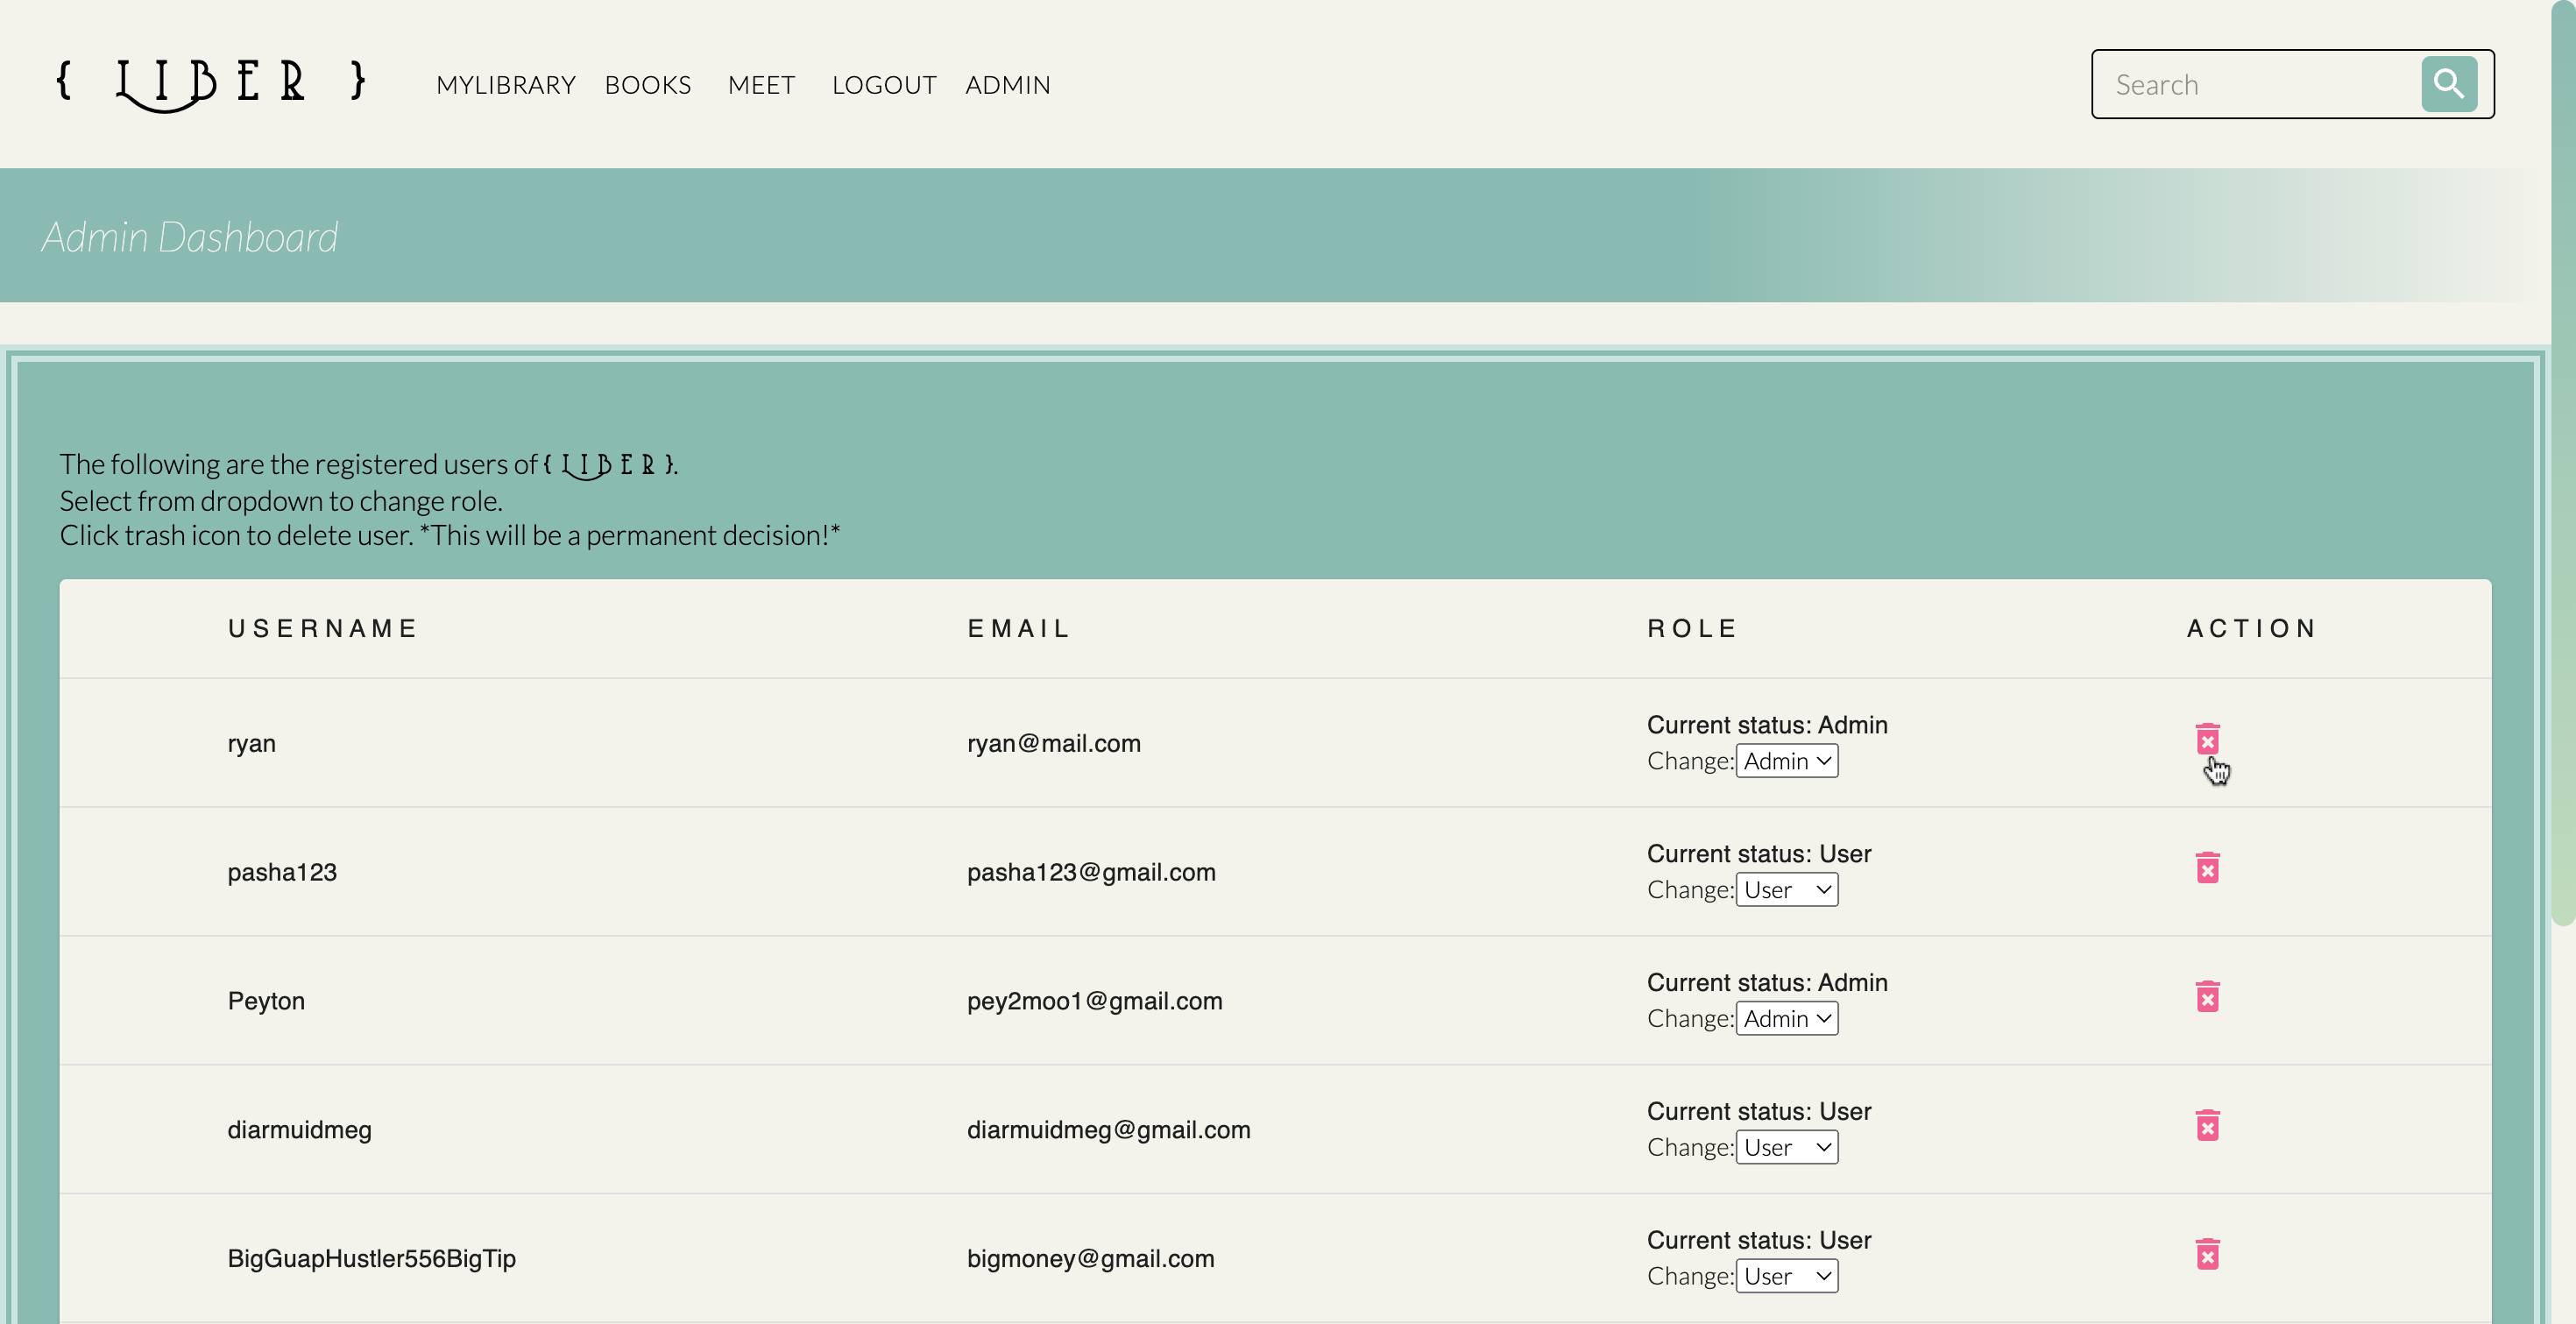 { LIBER } MYLIBRARY BOOKS MEET LOGOUT ADMIN Search
Admin Dashboard
The following are the registered users of { LIBER }.
Select from dropdown to change role.
Click trash icon to delete user. *This will be a permanent decision!*
USERNAME EMAIL ROLE ACTION
ryan ryan@mail.com Current status: Admin
Change: Admin
pasha123 pasha123@gmail.com Current status: User
Change: User
Peyton pey2moo1@gmail.com Current status: Admin
Change: Admin
diarmuidmeg diarmuidmeg@gmail.com Current status: User
Change: User
BigGuapHustler556BigTip bigmoney@gmail.com Current status: User
Change: User